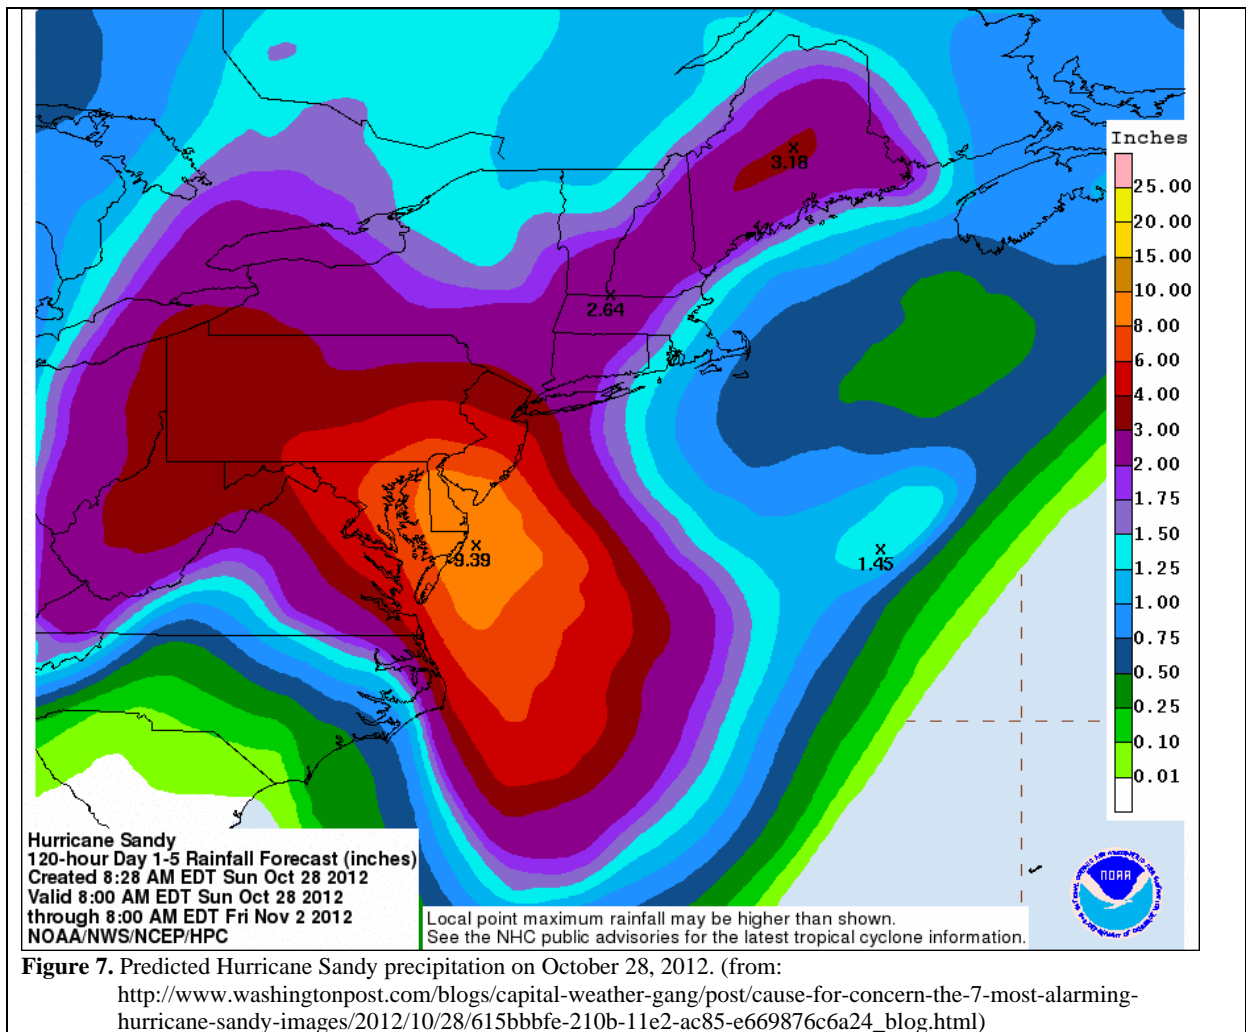 3.18
2.64
9.39
1.45
Inches
25.00
20.00
15.00
10.00
8.00
6.00
4.00
3.00
2.00
1.75
1.50
1.25
1.00
0.75
0.50
0.25
0.10
0.01
Hurricane Sandy
120-hour Day 1-5 Rainfall Forecast (inches)
Created 8:28 AM EDT Sun Oct 28 2012
Valid 8:00 AM EDT Sun Oct 28 2012
through 8:00 AM EDT Fri Nov 2 2012
NOAA/NWS/NCEP/HPC
Local point maximum rainfall may be higher than shown.
See the NHC public advisories for the latest tropical cyclone information.
NOAA
Figure 7. Predicted Hurricane Sandy precipitation on October 28, 2012. (from:
http://www.washingtonpost.com/blogs/capital-weather-gang/post/cause-for-concern-the-7-most-alarming-
hurricane-sandy-images/2012/10/28/615bbbfe-210b-11e2-ac85-e669876c6a24_blog.html)